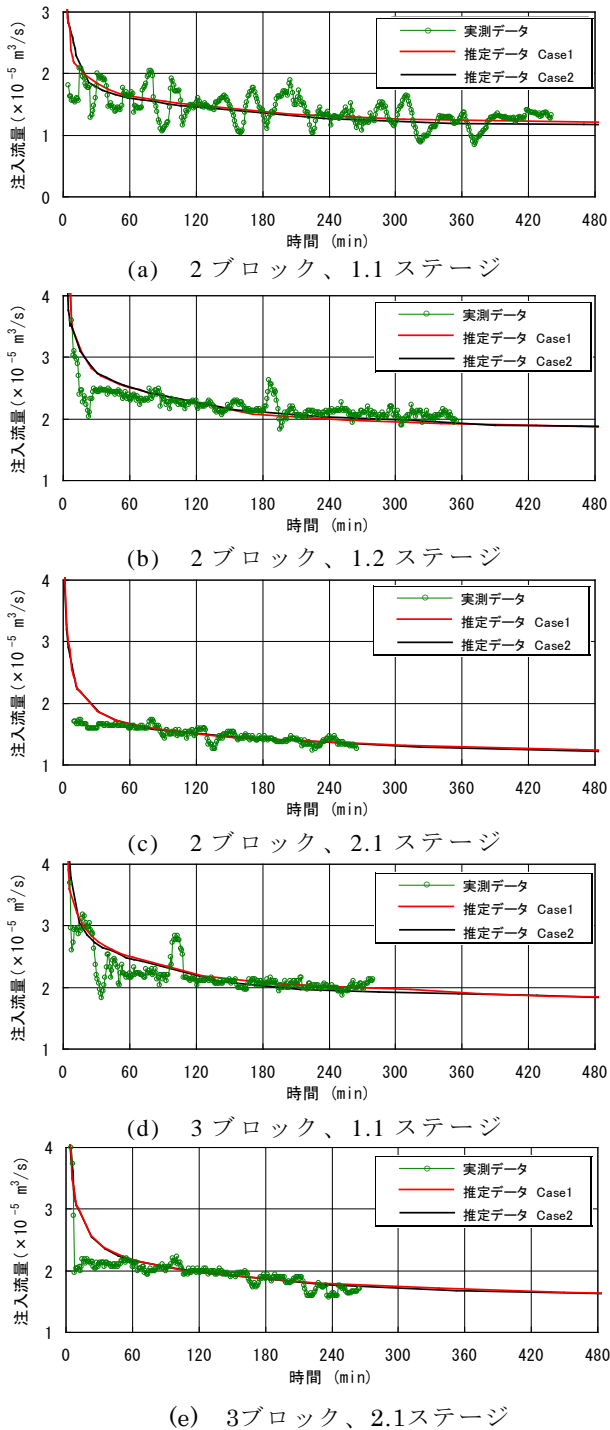 3
2
1
0
注入流量(×10⁻⁵ m³/s)
実測データ
推定データ Case1
推定データ Case2
0 60 120 180 240 300 360 420 480
時間 (min)
(a) 2 ブロック、1.1 ステージ
4
3
2
1
注入流量(×10⁻⁵ m³/s)
実測データ
推定データ Case1
推定データ Case2
0 60 120 180 240 300 360 420 480
時間 (min)
(b) 2 ブロック、1.2 ステージ
4
3
2
1
注入流量(×10⁻⁵ m³/s)
実測データ
推定データ Case1
推定データ Case2
0 60 120 180 240 300 360 420 480
時間 (min)
(c) 2 ブロック、2.1 ステージ
4
3
2
1
注入流量(×10⁻⁵ m³/s)
実測データ
推定データ Case1
推定データ Case2
0 60 120 180 240 300 360 420 480
時間 (min)
(d) 3 ブロック、1.1 ステージ
4
3
2
1
注入流量(×10⁻⁵ m³/s)
実測データ
推定データ Case1
推定データ Case2
0 60 120 180 240 300 360 420 480
時間 (min)
(e) 3ブロック、2.1ステージ